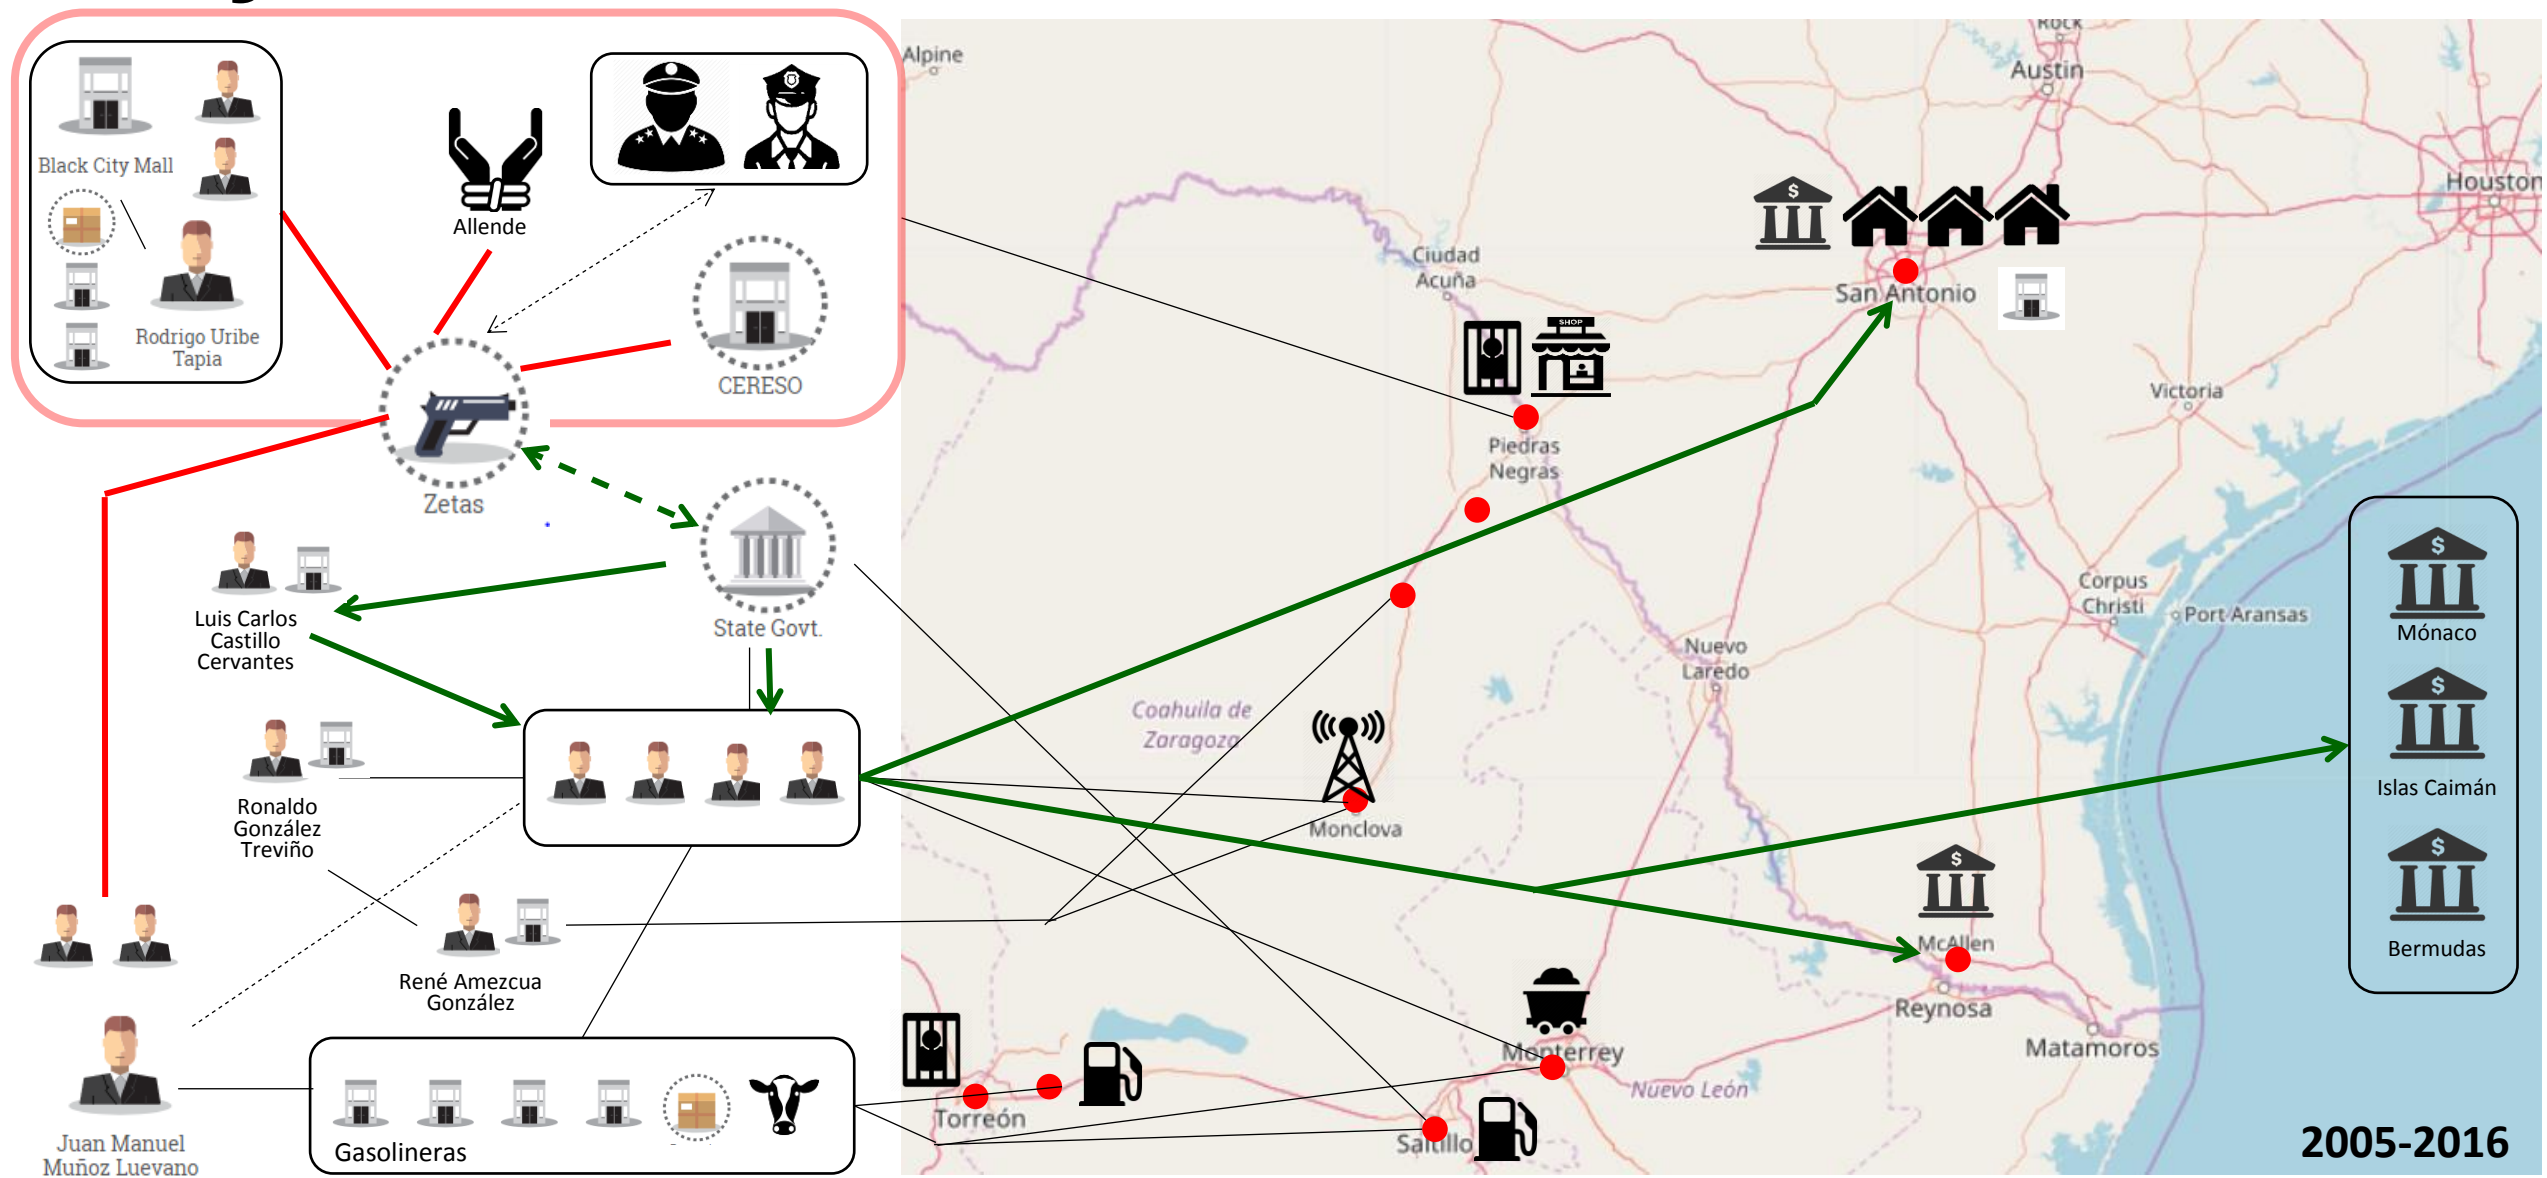 Black City Mall
Rodrigo Uribe
Tapia
Allende
CERESO
Zetas
State Govt.
Luis Carlos
Castillo
Cervantes
Ronaldo
González
Treviño
René Amezcua
González
Juan Manuel
Muñoz Luevano
Gasolineras
Alpine
Rock
Austin
Houston
$
San Antonio
Ciudad
Acuña
SHOP
Piedras
Negras
Victoria
Corpus
Christi
Port Aransas
Nuevo
Laredo
Coahuila de
Zaragoza
Monclova
$
McAllen
Reynosa
Matamoros
Monterrey
Nuevo León
Torreón
Saltillo
$
Mónaco
$
Islas Caimán
$
Bermudas
2005-2016